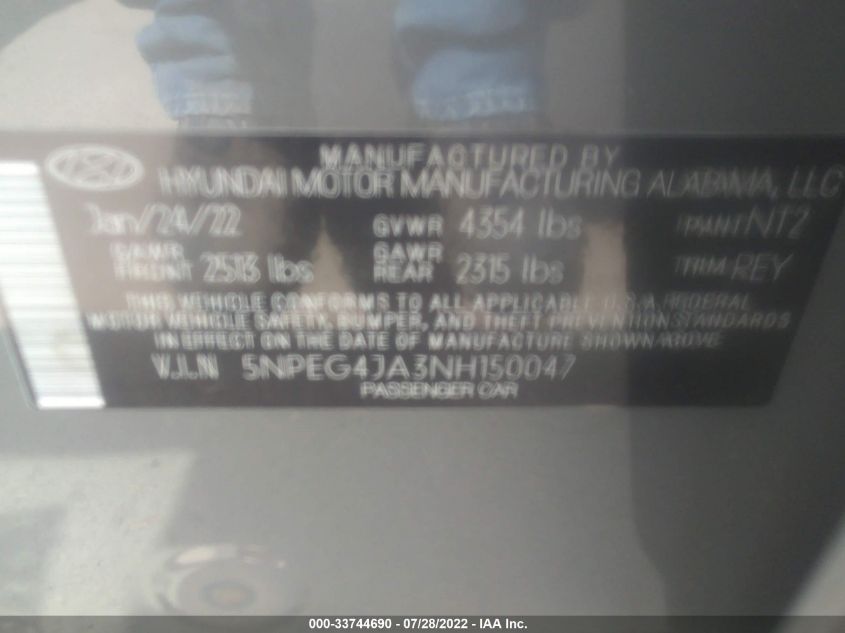 MANUFACTURED BY
HYUNDAI MOTOR MANUFACTURING ALABAMA, LLC
Jan/24/22 GVWR 4354 lbs PAINT NT2
GAWR FRONT 2513 lbs GAWR REAR 2315 lbs TRIM REY
THIS VEHICLE CONFORMS TO ALL APPLICABLE U.S.A. FEDERAL
MOTOR VEHICLE SAFETY, BUMPER, AND THEFT PREVENTION STANDARDS
IN EFFECT ON THE DATE OF MANUFACTURE SHOWN ABOVE
V.I.N 5NPEG4JA3NH150047
PASSENGER CAR
000-33744690 - 07/28/2022 - IAA Inc.